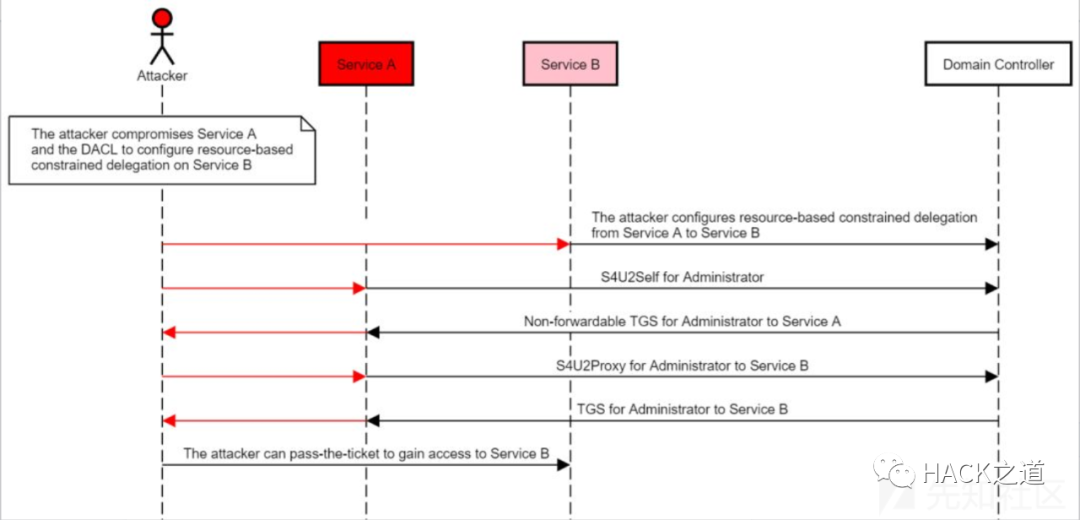 Attacker
Service A
Service B
Domain Controller
The attacker compromises Service A
and the DACL to configure resource-based
constrained delegation on Service B
The attacker configures resource-based constrained delegation
from Service A to Service B
S4U2Self for Administrator
Non-forwardable TGS for Administrator to Service A
S4U2Proxy for Administrator to Service B
TGS for Administrator to Service B
The attacker can pass-the-ticket to gain access to Service B
HACK之道
先知社区